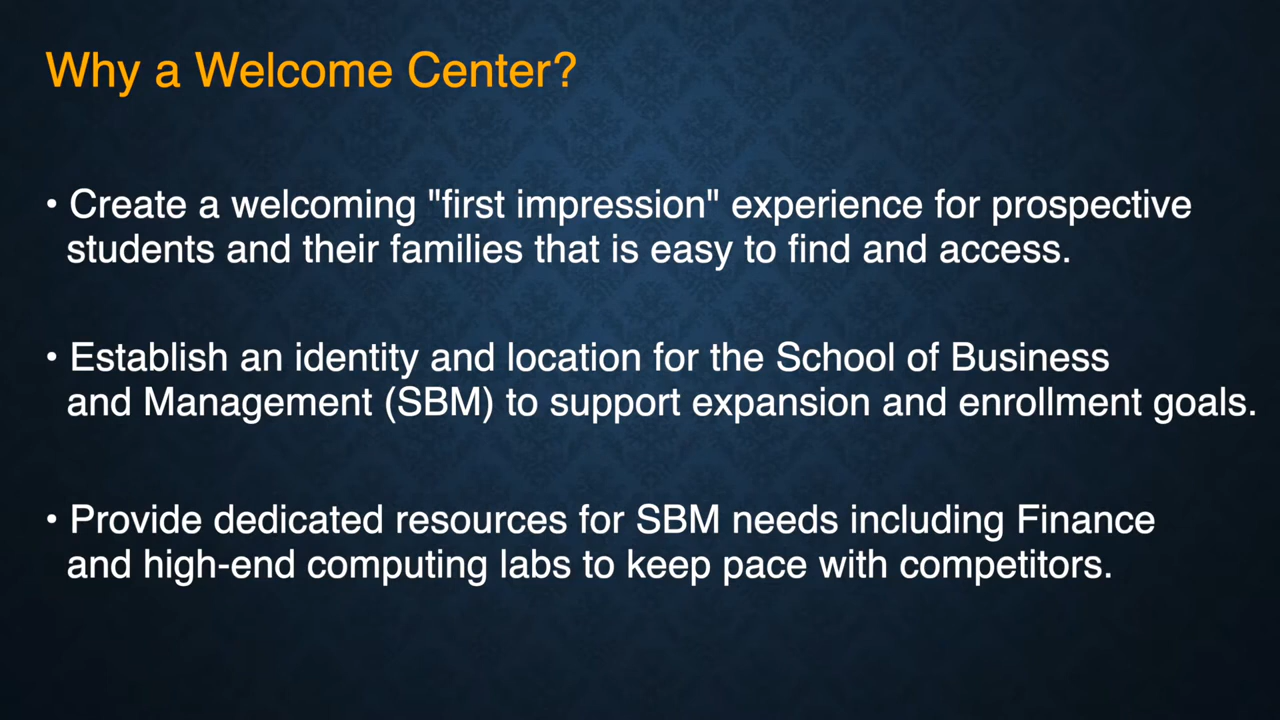 Why a Welcome Center?
• Create a welcoming "first impression" experience for prospective
students and their families that is easy to find and access.
• Establish an identity and location for the School of Business
and Management (SBM) to support expansion and enrollment goals.
• Provide dedicated resources for SBM needs including Finance
and high-end computing labs to keep pace with competitors.